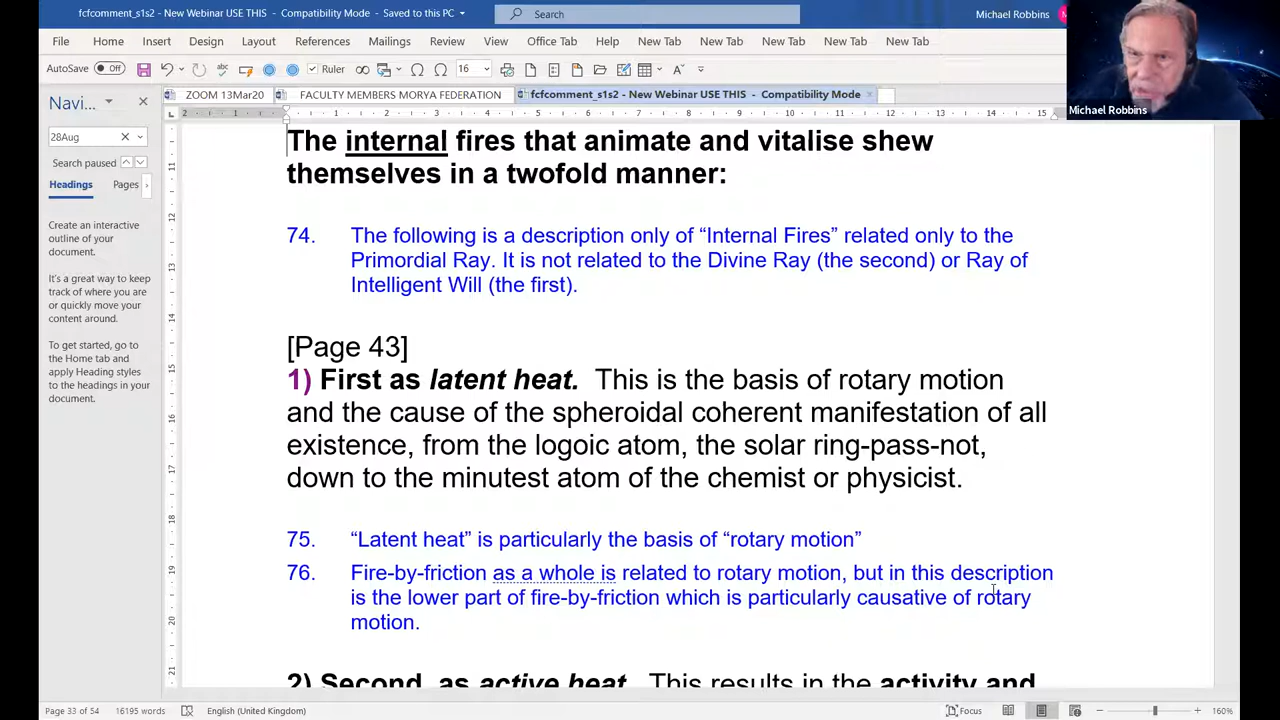 fcfcomment_s1s2 - New Webinar USE THIS - Compatibility Mode - Saved to this PC
Search
Michael Robbins
File Home Insert Design Layout References Mailings Review View Office Tab Help New Tab New Tab New Tab New Tab New Tab
AutoSave Off Ruler 16
Navi...
ZOOM 13Mar20
FACULTY MEMBERS MORYA FEDERATION
fcfcomment_s1s2 - New Webinar USE THIS - Compatibility Mode
Michael Robbins
28Aug
Search paused
Headings Pages
Create an interactive
outline of your
document.
It's a great way to keep
track of where you are
or quickly move your
content around.
To get started, go to
the Home tab and
apply Heading styles
to the headings in your
document.
The internal fires that animate and vitalise shew
themselves in a twofold manner:
74. The following is a description only of “Internal Fires” related only to the
Primordial Ray. It is not related to the Divine Ray (the second) or Ray of
Intelligent Will (the first).
[Page 43]
1) First as latent heat. This is the basis of rotary motion
and the cause of the spheroidal coherent manifestation of all
existence, from the logoic atom, the solar ring-pass-not,
down to the minutest atom of the chemist or physicist.
75. “Latent heat” is particularly the basis of “rotary motion”
76. Fire-by-friction as a whole is related to rotary motion, but in this description
is the lower part of fire-by-friction which is particularly causative of rotary
motion.
2) Second, as active heat. This results in the activity and
Page 33 of 54 16195 words English (United Kingdom) Focus 160%